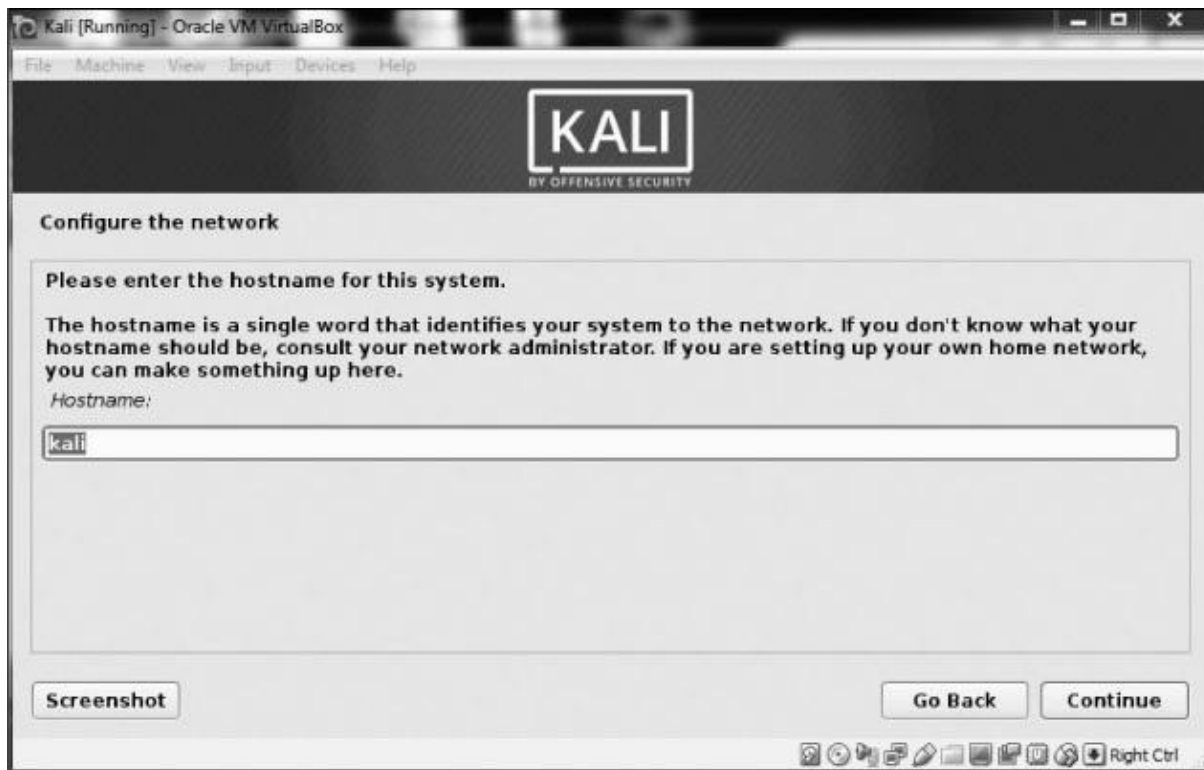 Kali [Running] - Oracle VM VirtualBox
File Machine View Input Devices Help
KALI
BY OFFENSIVE SECURITY
Configure the network
Please enter the hostname for this system.
The hostname is a single word that identifies your system to the network. If you don't know what your
hostname should be, consult your network administrator. If you are setting up your own home network,
you can make something up here.
Hostname:
kali
Screenshot
Go Back
Continue
Right Ctrl